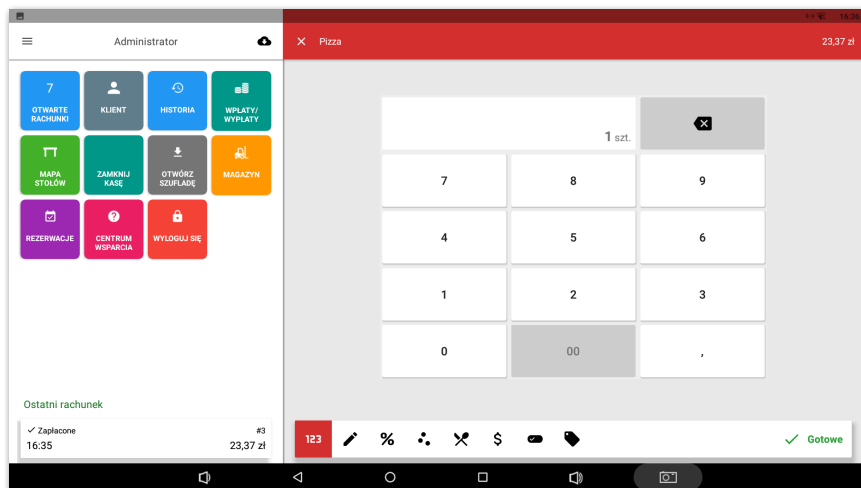 16:36
Administrator
Pizza
23,37 zł
7
OTWARTE
RACHUNKI
KLIENT
HISTORIA
WPŁATY/
WYPŁATY
MAPA
STOŁÓW
ZAMKNIJ
KASĘ
OTWÓRZ
SZUFLADĘ
MAGAZYN
REZERWACJE
CENTRUM
WSPARCIA
WYLOGUJ SIĘ
1 szt.
7
8
9
4
5
6
1
2
3
0
00
,
Ostatni rachunek
Zapłacone
#3
16:35
23,37 zł
123
%
$
Gotowe